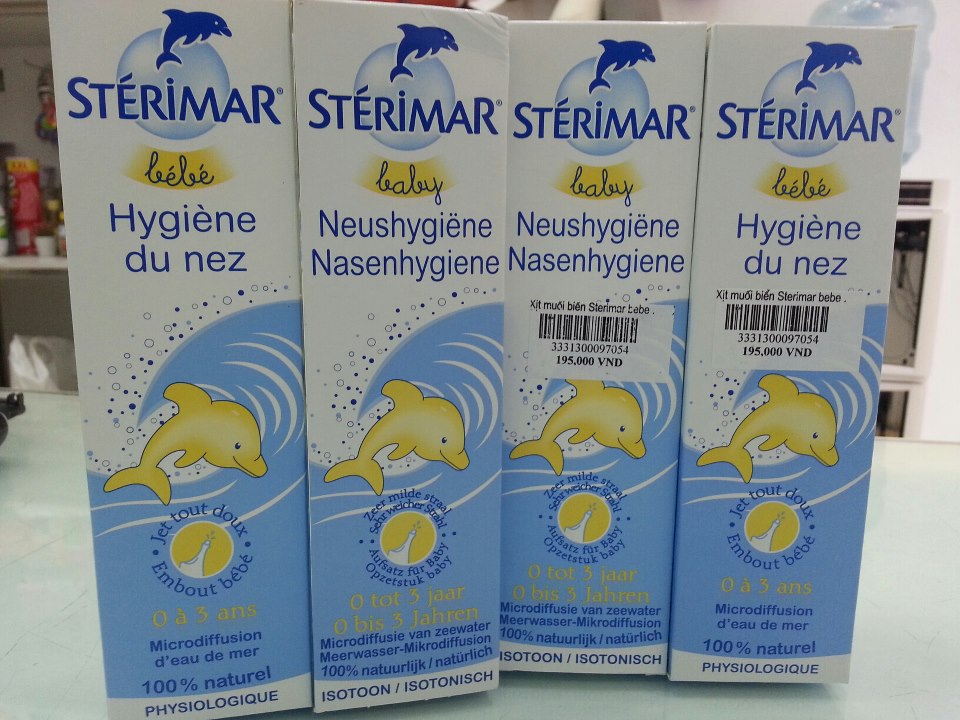 STÉRIMAR®
bébé
Hygiène
du nez
Jet tout doux
Embout bébé
0 à 3 ans
Microdiffusion
d'eau de mer
100% naturel
PHYSIOLOGIQUE
STÉRIMAR®
baby
Neushygiëne
Nasenhygiene
Zeer milde straal
Sehr weicher Strahl
Aufsatz für Baby
Opzetstuk baby
0 tot 3 jaar
0 bis 3 Jahren
Microdiffusie van zeewater
Meerwasser-Mikrodiffusion
100% natuurlijk / natürlich
ISOTOON / ISOTONISCH
STÉRIMAR®
baby
Neushygiëne
Nasenhygiene
Xịt muối biển Sterimar bebe .
3331300097054
195,000 VND
Zeer milde straal
Sehr weicher Strahl
Aufsatz für Baby
Opzetstuk baby
0 tot 3 jaar
0 bis 3 Jahren
Microdiffusie van zeewater
Meerwasser-Mikrodiffusion
100% natuurlijk / natürlich
ISOTOON / ISOTONISCH
STÉRIMAR®
bébé
Hygiène
du nez
Xịt muối biển Sterimar bebe .
3331300097054
195,000 VND
Jet tout doux
Embout bébé
0 à 3 ans
Microdiffusion
d'eau de mer
100% naturel
PHYSIOLOGIQUE